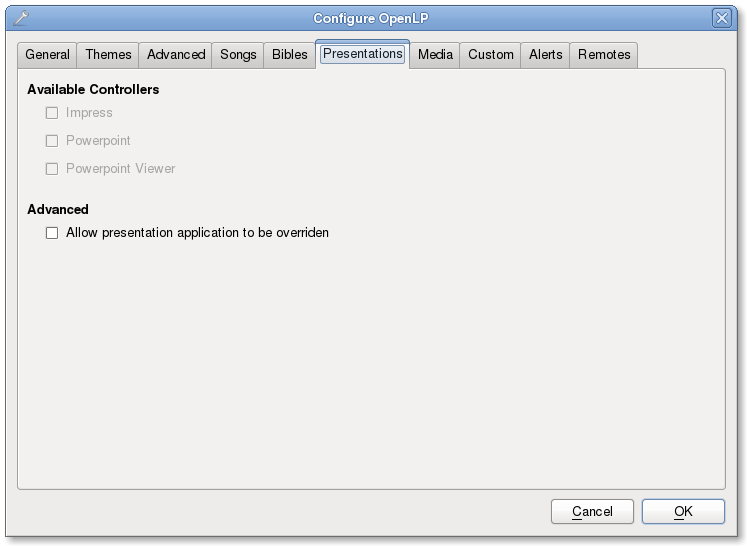 Configure OpenLP
General Themes Advanced Songs Bibles Presentations Media Custom Alerts Remotes
Available Controllers
Impress
Powerpoint
Powerpoint Viewer
Advanced
Allow presentation application to be overriden
Cancel OK